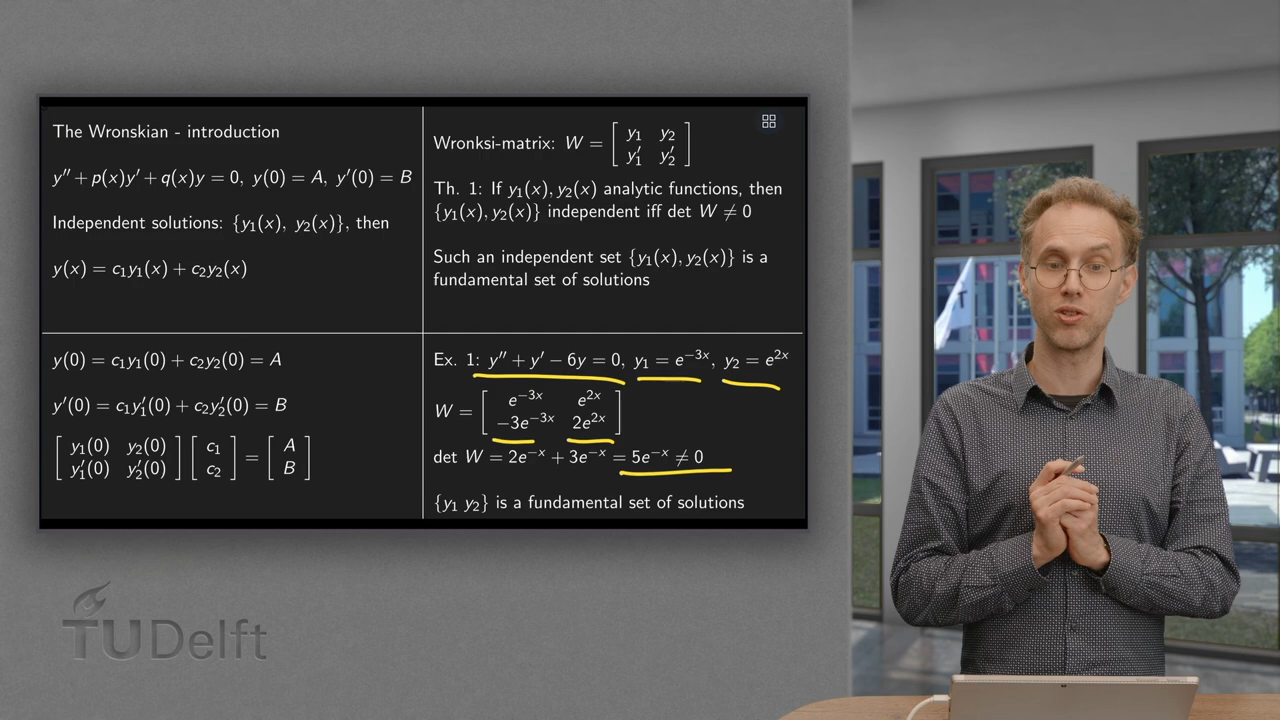 The Wronskian - introduction
y′′ + p(x)y′ + q(x)y = 0, y(0) = A, y′(0) = B
Independent solutions: {y₁(x), y₂(x)}, then
y(x) = c₁y₁(x) + c₂y₂(x)
Wronksi-matrix: W = [ y₁ y₂
y₁′ y₂′ ]
Th. 1: If y₁(x), y₂(x) analytic functions, then
{y₁(x), y₂(x)} independent iff det W ≠ 0
Such an independent set {y₁(x), y₂(x)} is a
fundamental set of solutions
y(0) = c₁y₁(0) + c₂y₂(0) = A
y′(0) = c₁y₁′(0) + c₂y₂′(0) = B
[ y₁(0) y₂(0)
y₁′(0) y₂′(0) ] [ c₁
c₂ ] = [ A
B ]
Ex. 1: y′′ + y′ − 6y = 0, y₁ = e⁻³ˣ, y₂ = e²ˣ
W = [ e⁻³ˣ e²ˣ
−3e⁻³ˣ 2e²ˣ ]
det W = 2e⁻ˣ + 3e⁻ˣ = 5e⁻ˣ ≠ 0
{y₁ y₂} is a fundamental set of solutions
TUDelft